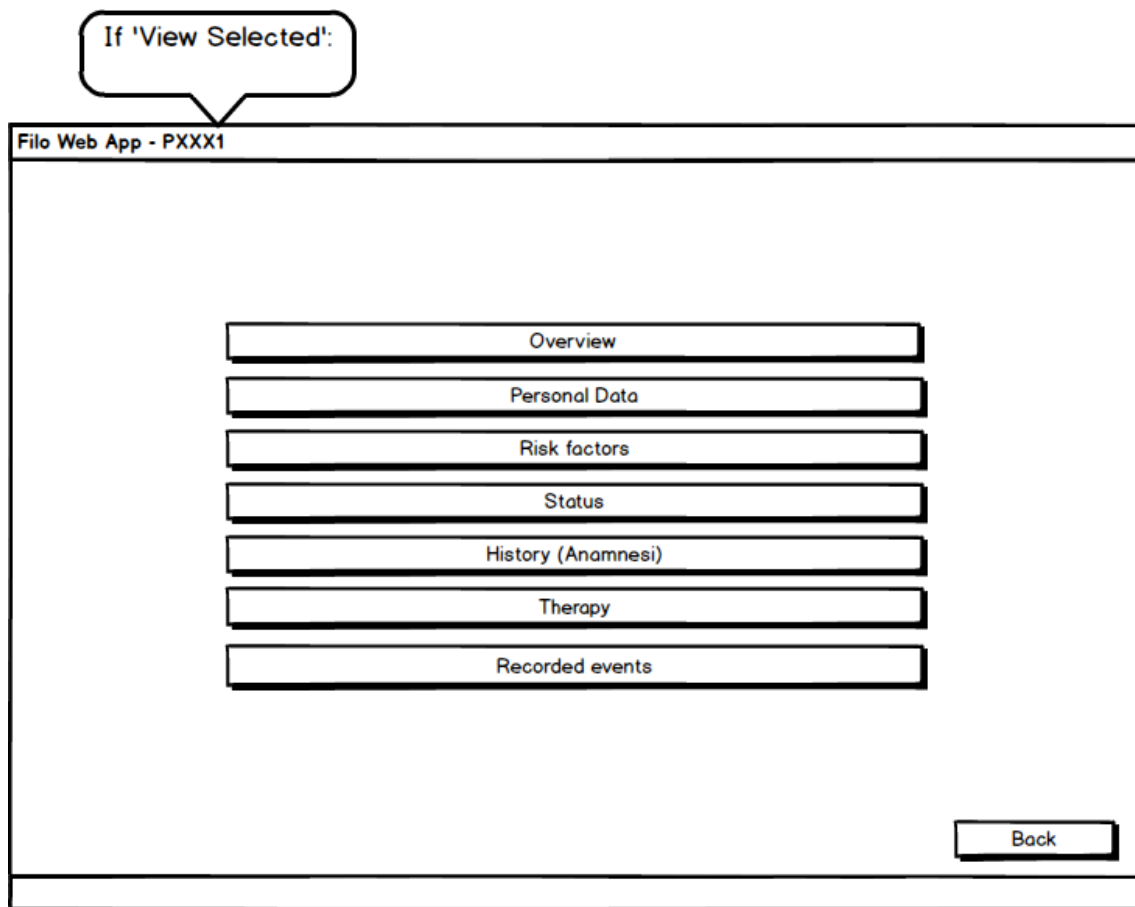 If 'View Selected':
Filo Web App - PXXX1
Overview
Personal Data
Risk factors
Status
History (Anamnesi)
Therapy
Recorded events
Back